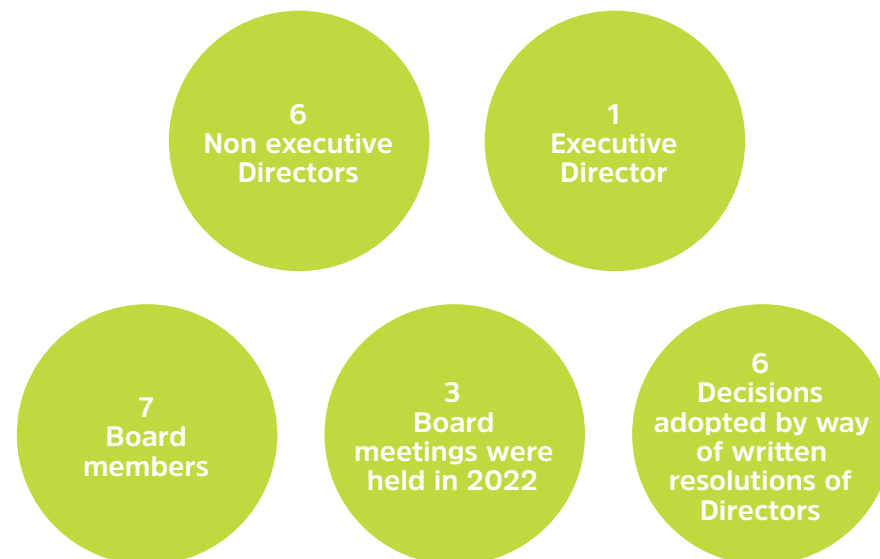 6
Non executive
Directors
1
Executive
Director
7
Board
members
3
Board
meetings were
held in 2022
6
Decisions
adopted by way
of written
resolutions of
Directors